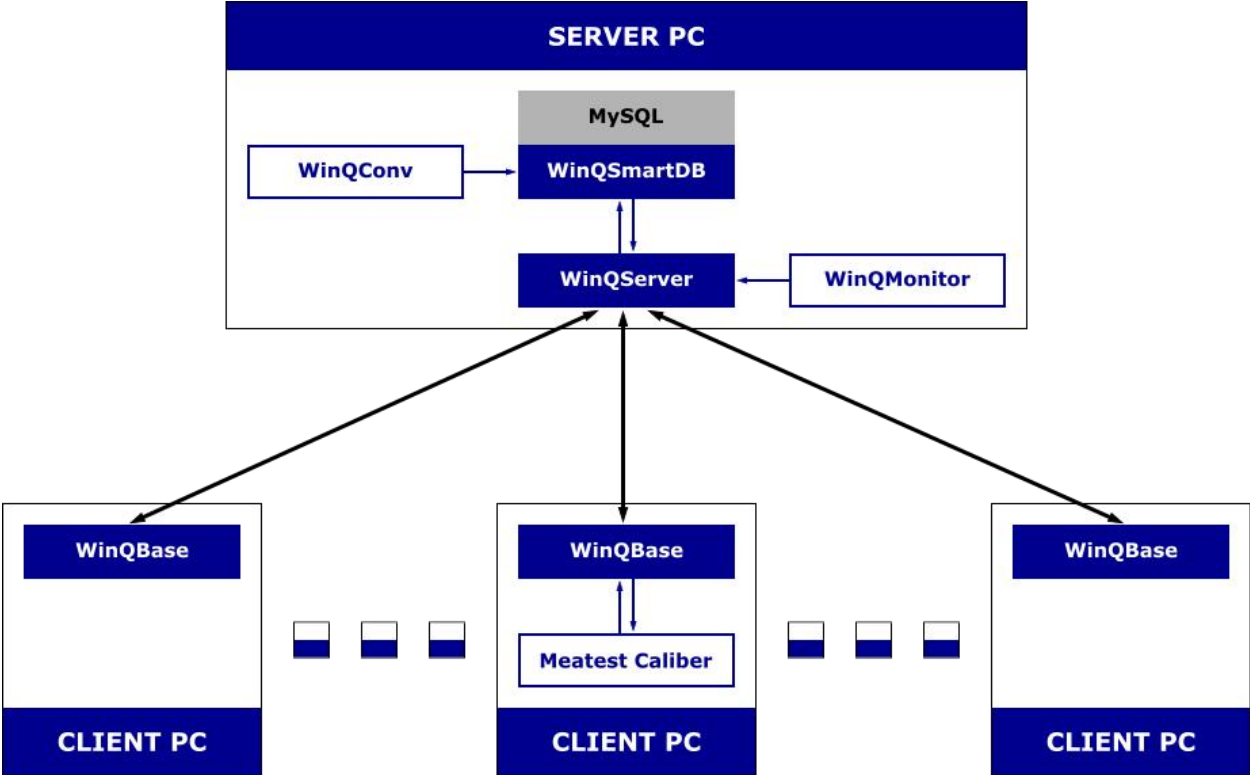 SERVER PC
MySQL
WinQConv
WinQSmartDB
WinQServer
WinQMonitor
WinQBase
WinQBase
WinQBase
Meatest Caliber
CLIENT PC
CLIENT PC
CLIENT PC